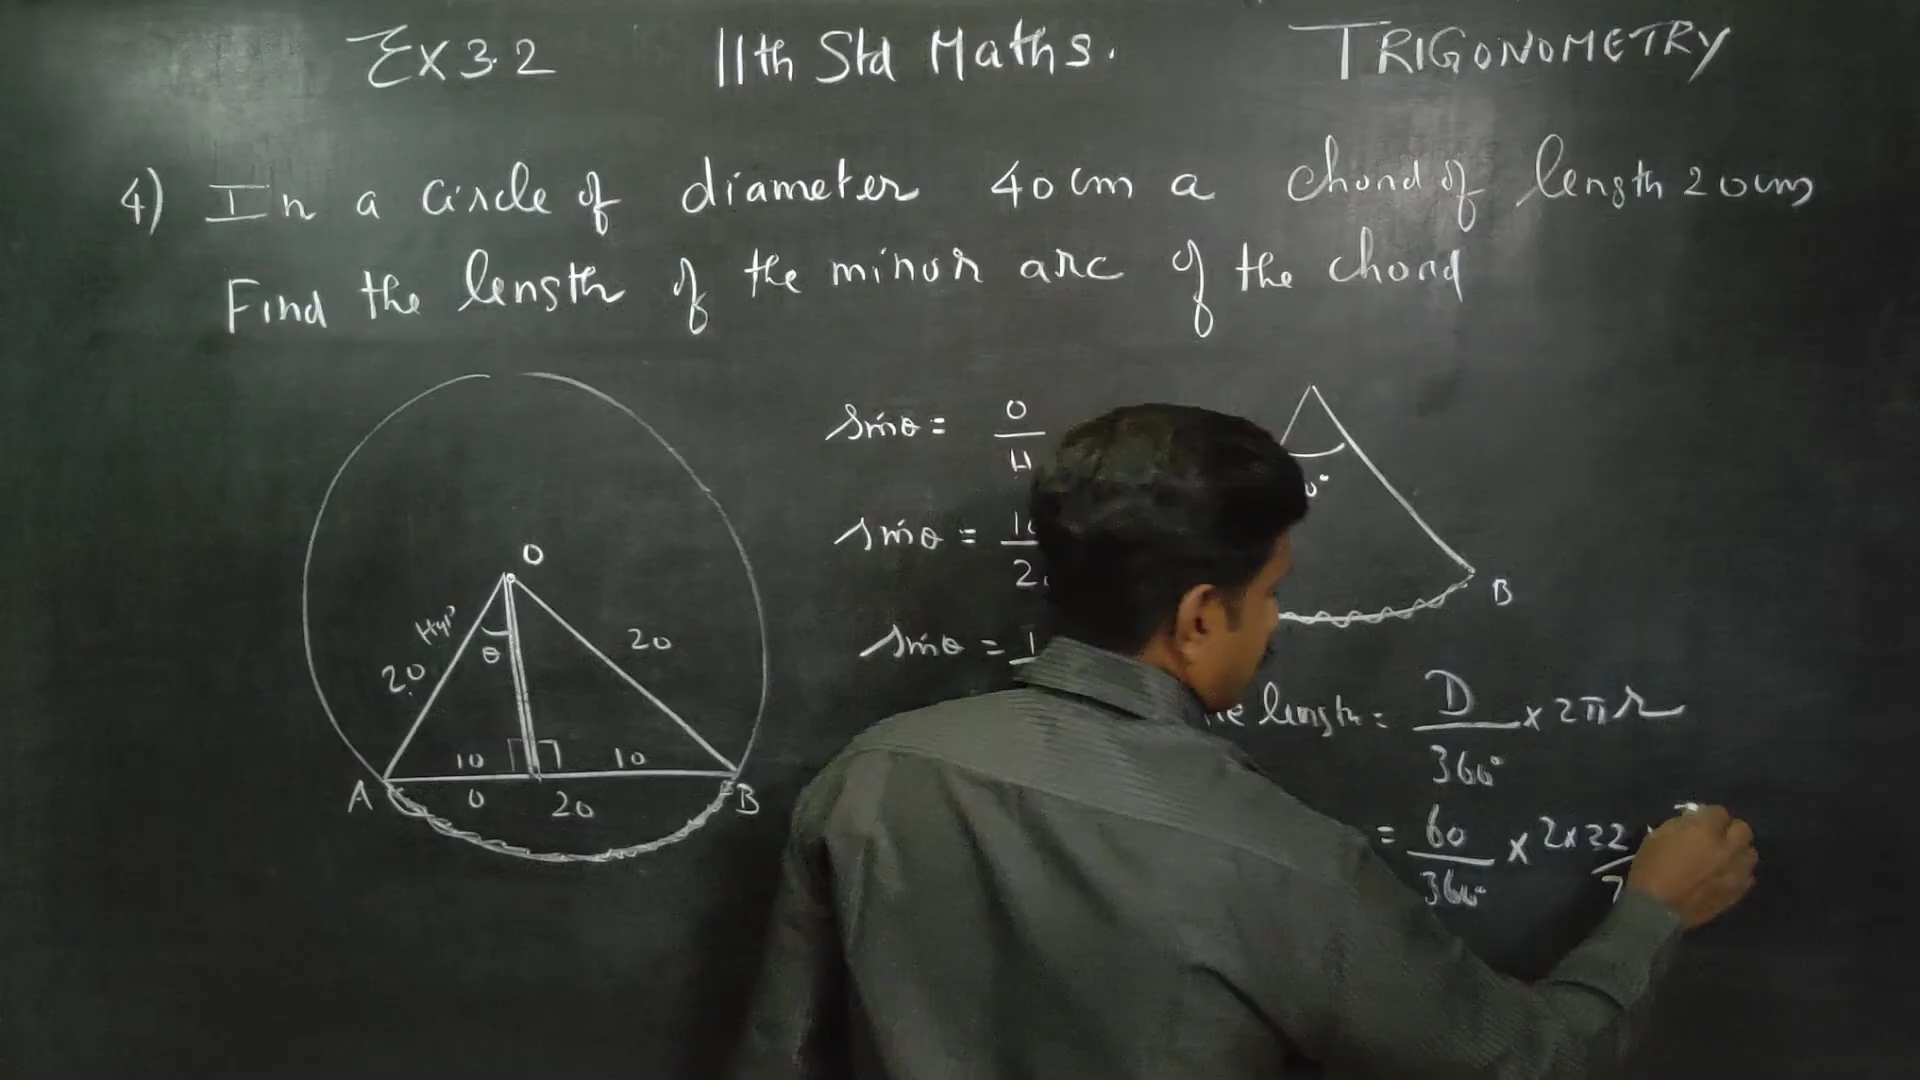 Ex 3.2 11th Std Maths. TRIGONOMETRY
4) In a circle of diameter 40cm a chord of length 20cm
Find the length of the minor arc of the chord
O
Hyp
θ
20
20
10 10
A O 20 B
sinθ = O
H
sinθ =
sinθ =
B
length = D/360° × 2πr
= 60/360° × 2 × 22/7